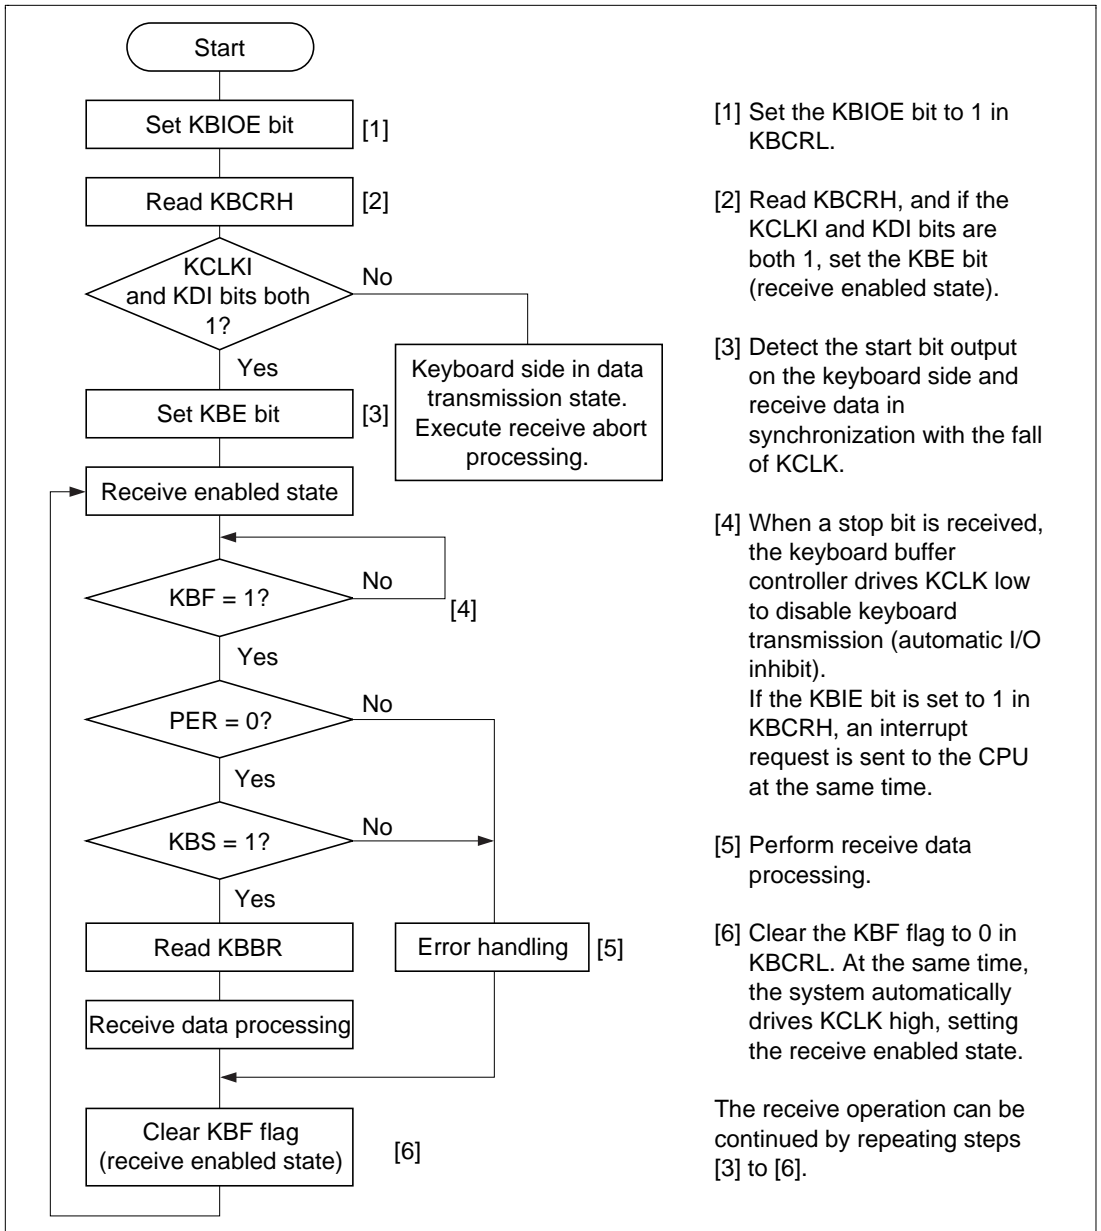 Start
Set KBIOE bit
[1]
Read KBCRH
[2]
KCLKI
and KDI bits both
1?
No
Yes
Keyboard side in data
transmission state.
Execute receive abort
processing.
Set KBE bit
[3]
Receive enabled state
KBF = 1?
No
[4]
Yes
PER = 0?
No
Yes
KBS = 1?
No
Yes
Read KBBR
Error handling
[5]
Receive data processing
Clear KBF flag
(receive enabled state)
[6]
[1] Set the KBIOE bit to 1 in
KBCRL.
[2] Read KBCRH, and if the
KCLKI and KDI bits are
both 1, set the KBE bit
(receive enabled state).
[3] Detect the start bit output
on the keyboard side and
receive data in
synchronization with the fall
of KCLK.
[4] When a stop bit is received,
the keyboard buffer
controller drives KCLK low
to disable keyboard
transmission (automatic I/O
inhibit).
If the KBIE bit is set to 1 in
KBCRH, an interrupt
request is sent to the CPU
at the same time.
[5] Perform receive data
processing.
[6] Clear the KBF flag to 0 in
KBCRL. At the same time,
the system automatically
drives KCLK high, setting
the receive enabled state.
The receive operation can be
continued by repeating steps
[3] to [6].